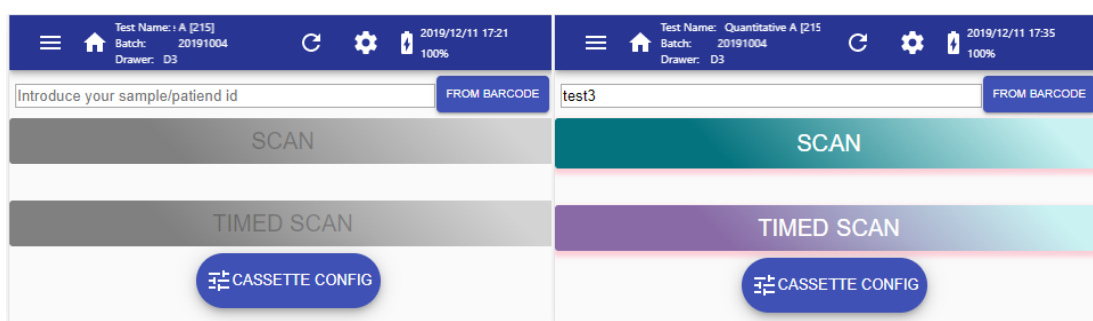 Test Name: : A [215]
Batch: 20191004
Drawer: D3
2019/12/11 17:21
100%
Introduce your sample/patiend id
FROM BARCODE
SCAN
TIMED SCAN
CASSETTE CONFIG
Test Name: Quantitative A [215
Batch: 20191004
Drawer: D3
2019/12/11 17:35
100%
test3
FROM BARCODE
SCAN
TIMED SCAN
CASSETTE CONFIG